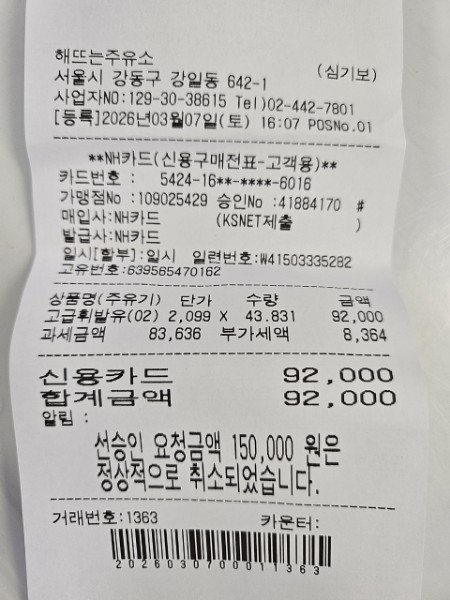 해뜨는주유소
서울시 강동구 강일동 642-1 (심기보)
사업자NO:129-30-38615 Tel)02-442-7801
[등록]2026년03월07일(토) 16:07 POSNo.01
**NH카드(신용구매전표-고객용)**
카드번호 : 5424-16**-****-6016
가맹점No :109025429 승인No :41884170 #
매입사:NH카드 (KSNET제출 )
발급사:NH카드
일시[할부]:일시 일련번호:W41503335282
고유번호:639565470162
상품명(주유기) 단가 수량 금액
고급휘발유(02) 2,099 X 43.831 92,000
과세금액 83,636 부가세액 8,364
신용카드 92,000
합계금액 92,000
알림 :
선승인 요청금액 150,000 원은
정상적으로 취소되었습니다.
거래번호:1363 카운터:
20260307000011363